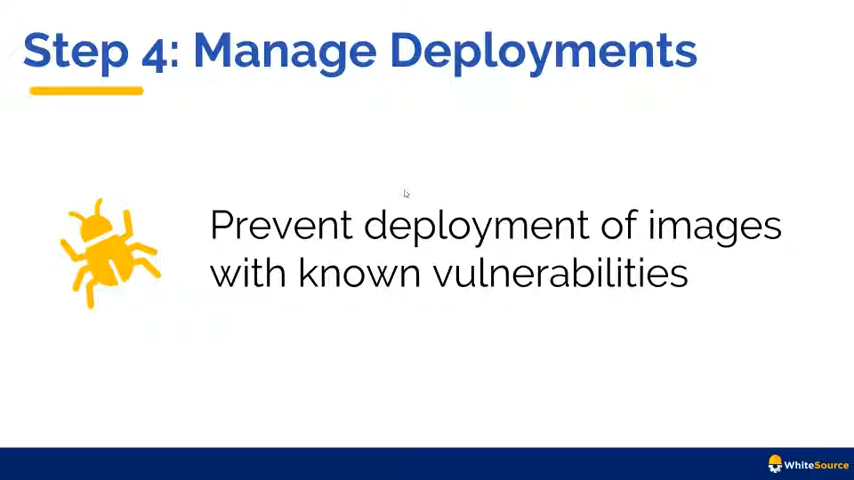 Step 4: Manage Deployments
Prevent deployment of images
with known vulnerabilities
WhiteSource